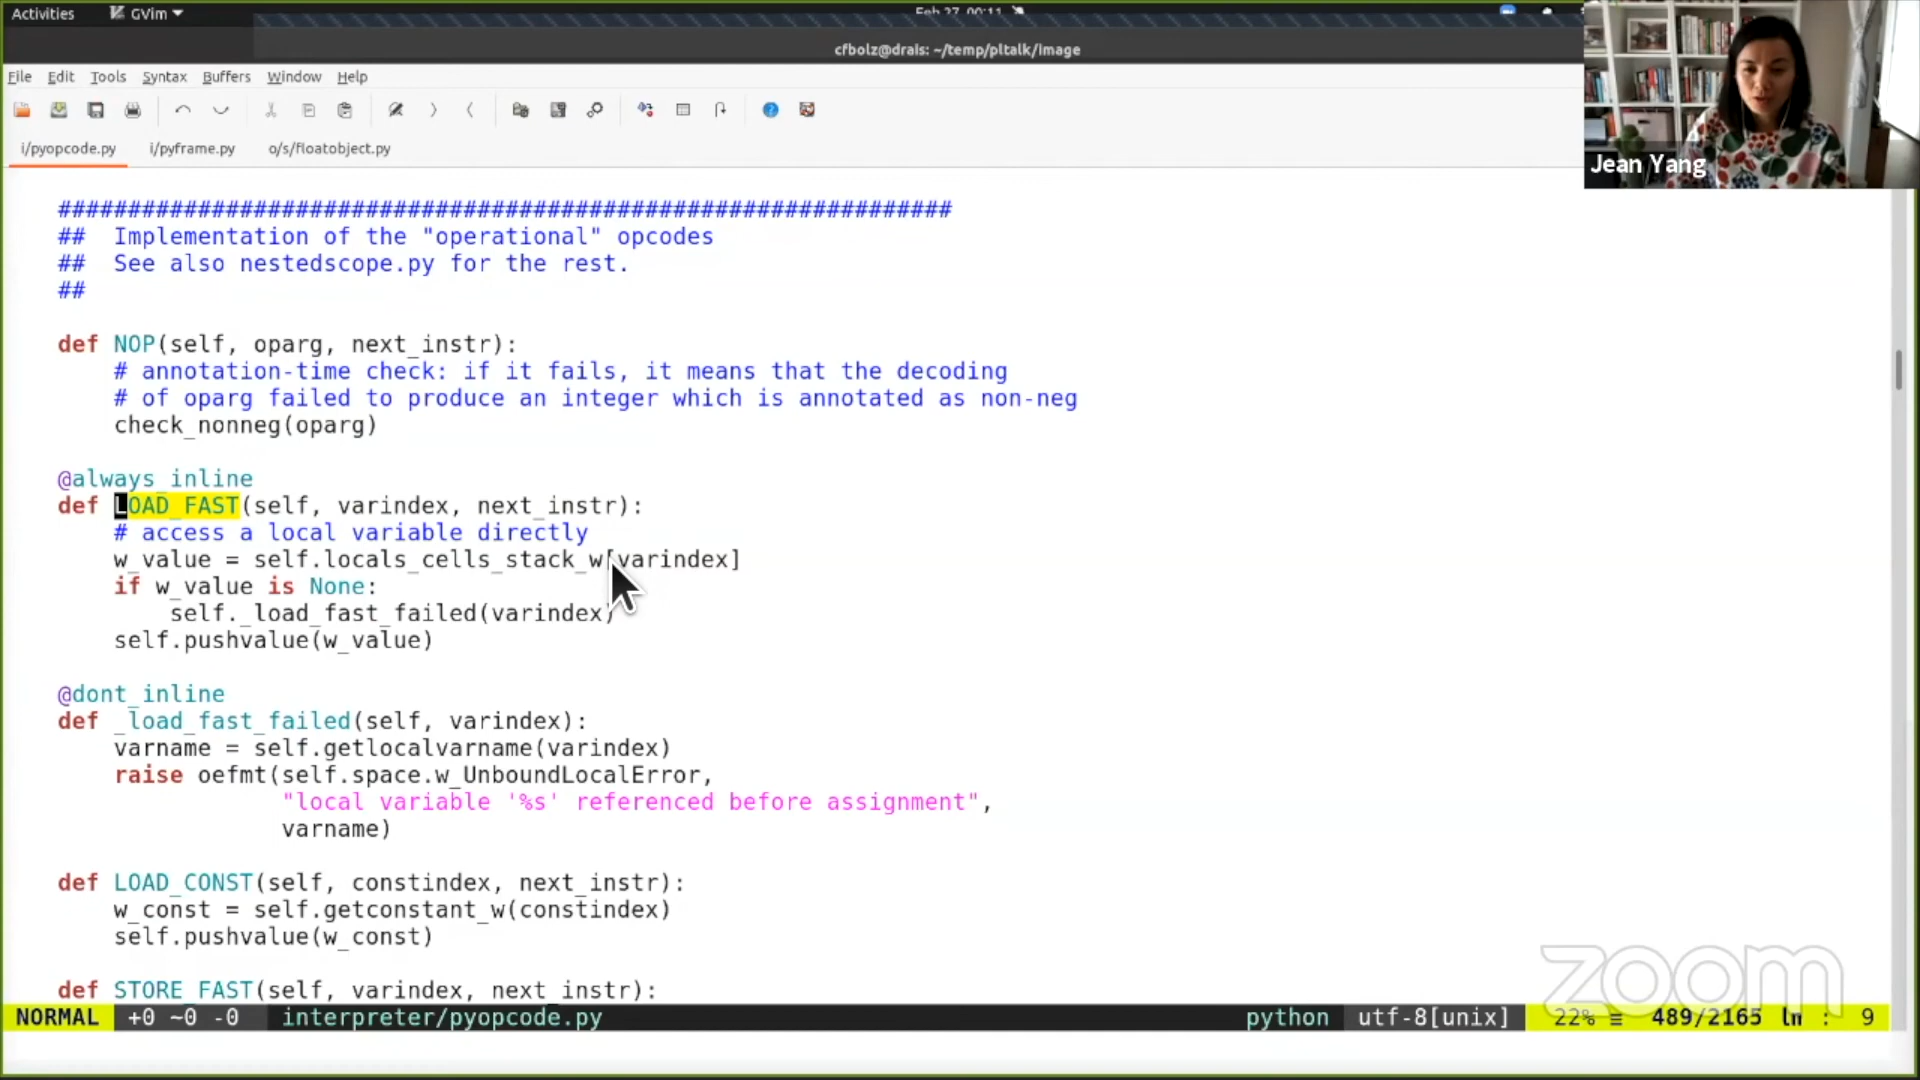 Activities GVim Feb 27 00:11
cfbolz@drais: ~/temp/pltalk/image
File Edit Tools Syntax Buffers Window Help
i/pyopcode.py i/pyframe.py o/s/floatobject.py
Jean Yang
################################################################
## Implementation of the "operational" opcodes
## See also nestedscope.py for the rest.
##
def NOP(self, oparg, next_instr):
# annotation-time check: if it fails, it means that the decoding
# of oparg failed to produce an integer which is annotated as non-neg
check_nonneg(oparg)
@always_inline
def LOAD_FAST(self, varindex, next_instr):
# access a local variable directly
w_value = self.locals_cells_stack_w[varindex]
if w_value is None:
self._load_fast_failed(varindex)
self.pushvalue(w_value)
@dont_inline
def _load_fast_failed(self, varindex):
varname = self.getlocalvarname(varindex)
raise oefmt(self.space.w_UnboundLocalError,
"local variable '%s' referenced before assignment",
varname)
def LOAD_CONST(self, constindex, next_instr):
w_const = self.getconstant_w(constindex)
self.pushvalue(w_const)
def STORE_FAST(self, varindex, next_instr):
zoom
NORMAL +0 ~0 -0 interpreter/pyopcode.py python utf-8[unix] 22% ≡ 489/2165 ln : 9